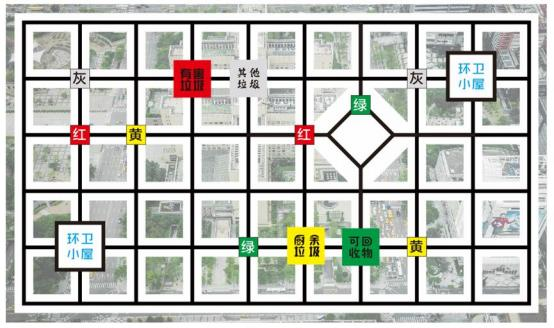 灰
有害
垃圾
其他
垃圾
灰
环卫
小屋
绿
红
黄
红
环卫
小屋
绿
厨余
垃圾
可回
收物
黄